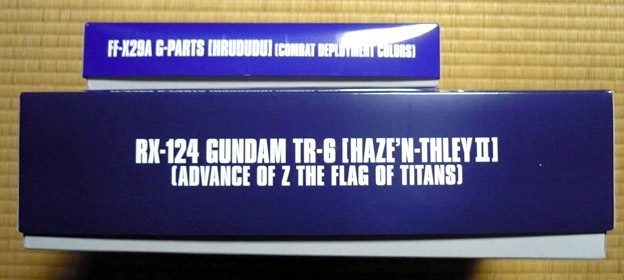 FF-X29A G-PARTS [HRUDUDU] (COMBAT DEPLOYMENT COLORS)
RX-124 GUNDAM TR-6 [HAZE'N-THLEY II]
(ADVANCE OF Z THE FLAG OF TITANS)